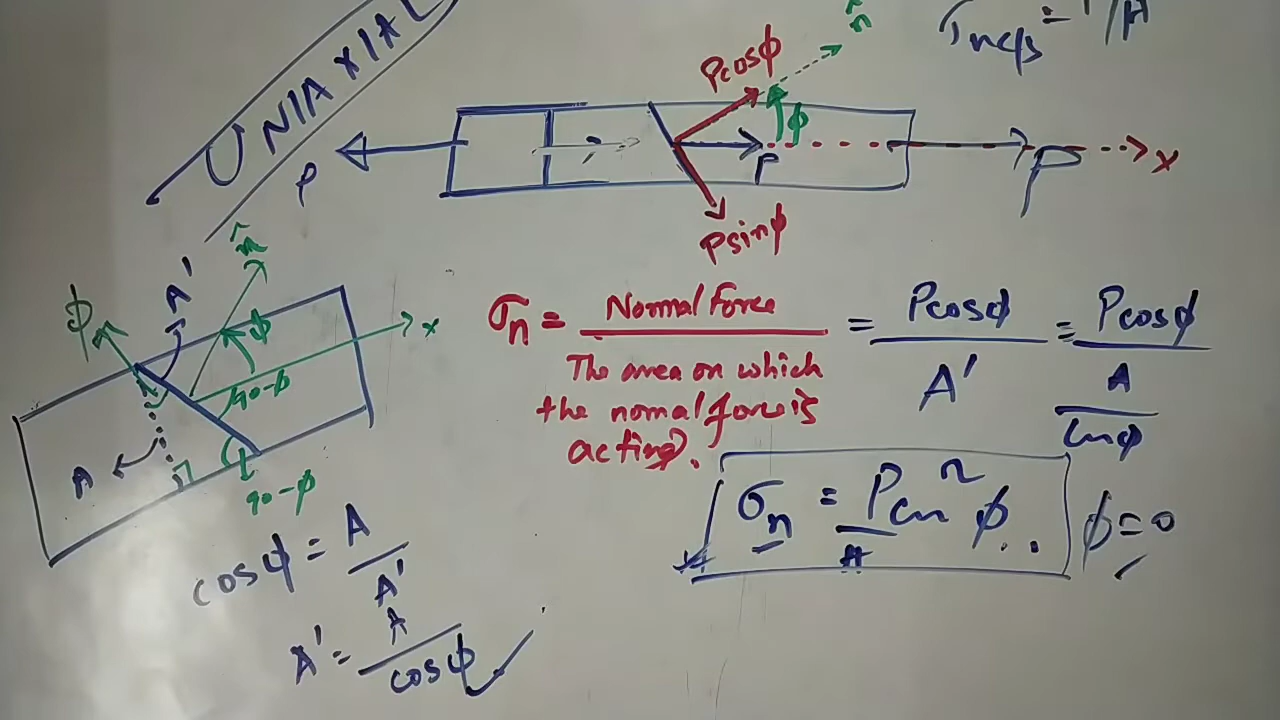 UNIAXIAL
P
Pcosϕ
n̂
ϕ
P
P
x
Psinϕ
n̂
A'
ϕ
ϕ
x
90-ϕ
A
90-ϕ
cosϕ = A / A'
A' = A / cosϕ
σn = Normal Force / The area on which the normal force is acting. = Pcosϕ / A' = Pcosϕ / A / cosϕ
σn = P/A cos²ϕ.. ϕ=0